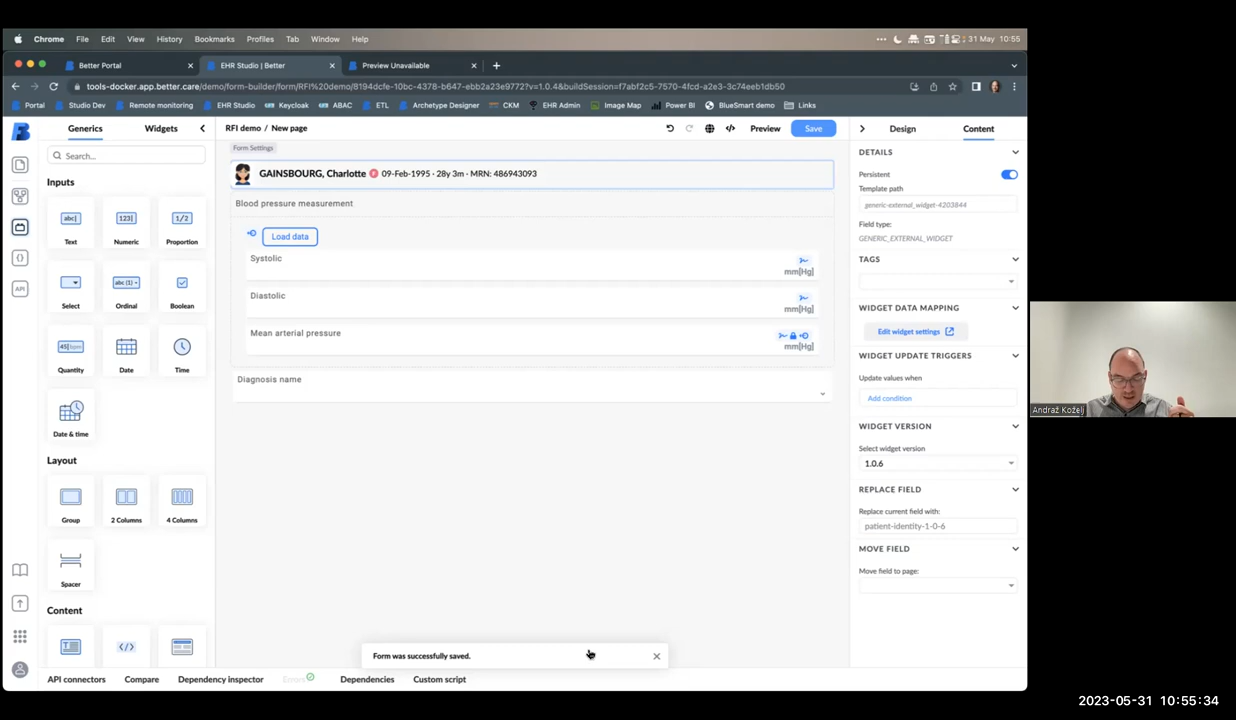 Chrome File Edit View History Bookmarks Profiles Tab Window Help
31 May 10:55
Better Portal
EHR Studio | Better
Preview Unavailable
tools-docker.app.better.care/demo/form-builder/form/RFI%20demo/8194dcfe-10bc-4378-b647-ebb2a23e9772?v=1.0.4&buildSession=f7abf2c5-7570-4fcd-a2e3-3c74eeb1db50
Portal Studio Dev Remote monitoring EHR Studio Keycloak ABAC ETL Archetype Designer CKM EHR Admin Image Map Power BI BlueSmart demo Links
Generics Widgets
RFI demo / New page
Preview
Save
Design Content
Search...
Form Settings
GAINSBOURG, Charlotte F 09-Feb-1995 · 28y 3m · MRN: 486943093
Blood pressure measurement
Load data
Systolic
mm[Hg]
Diastolic
mm[Hg]
Mean arterial pressure
mm[Hg]
Diagnosis name
Inputs
abc| 123| 1/2
Text Numeric Proportion
abc (1)
Select Ordinal Boolean
45| bpm
Quantity Date Time
Date & time
Layout
Group 2 Columns 4 Columns
Spacer
Content
DETAILS
Persistent
Template path
generic-external_widget-4203844
Field type:
GENERIC_EXTERNAL_WIDGET
TAGS
WIDGET DATA MAPPING
Edit widget settings
WIDGET UPDATE TRIGGERS
Update values when
Add condition
WIDGET VERSION
Select widget version
1.0.6
REPLACE FIELD
Replace current field with:
patient-identity-1-0-6
MOVE FIELD
Move field to page:
Form was successfully saved.
API connectors Compare Dependency inspector Errors Dependencies Custom script
Andraž Koželj
2023-05-31 10:55:34